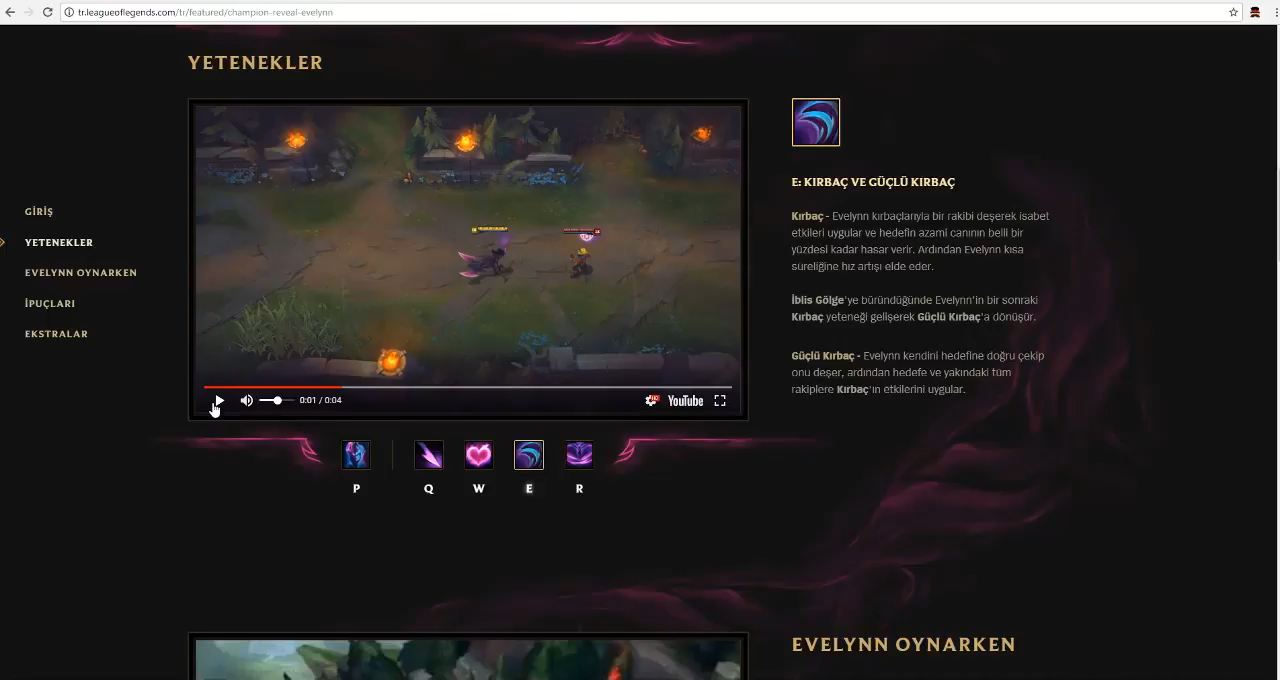 tr.leagueoflegends.com/tr/featured/champion-reveal-evelynn
YETENEKLER
GİRİŞ
YETENEKLER
EVELYNN OYNARKEN
İPUÇLARI
EKSTRALAR
0:01 / 0:04
HD
YouTube
P
Q
W
E
R
E: KIRBAÇ VE GÜÇLÜ KIRBAÇ
Kırbaç - Evelynn kırbaçlarıyla bir rakibi deşerek isabet
etkileri uygular ve hedefin azami canının belli bir
yüzdesi kadar hasar verir. Ardından Evelynn kısa
süreliğine hız artışı elde eder.
İblis Gölge'ye büründüğünde Evelynn'in bir sonraki
Kırbaç yeteneği gelişerek Güçlü Kırbaç'a dönüşür.
Güçlü Kırbaç - Evelynn kendini hedefine doğru çekip
onu deşer, ardından hedefe ve yakındaki tüm
rakiplere Kırbaç'ın etkilerini uygular.
EVELYNN OYNARKEN